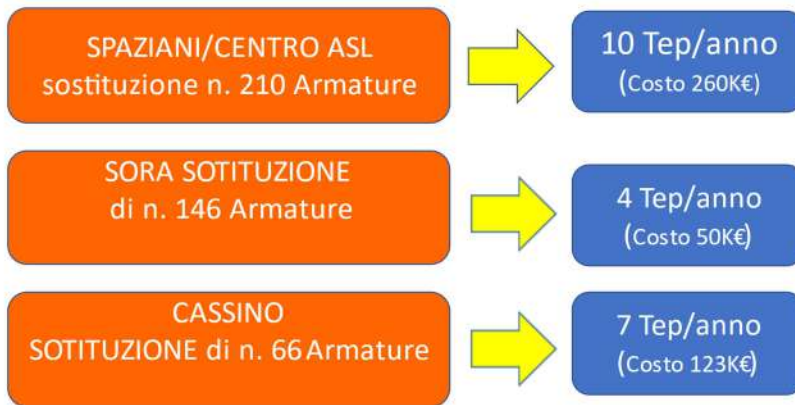 SPAZIANI/CENTRO ASL
sostituzione n. 210 Armature
10 Tep/anno
(Costo 260K€)
SORA SOTITUZIONE
di n. 146 Armature
4 Tep/anno
(Costo 50K€)
CASSINO
SOTITUZIONE di n. 66 Armature
7 Tep/anno
(Costo 123K€)